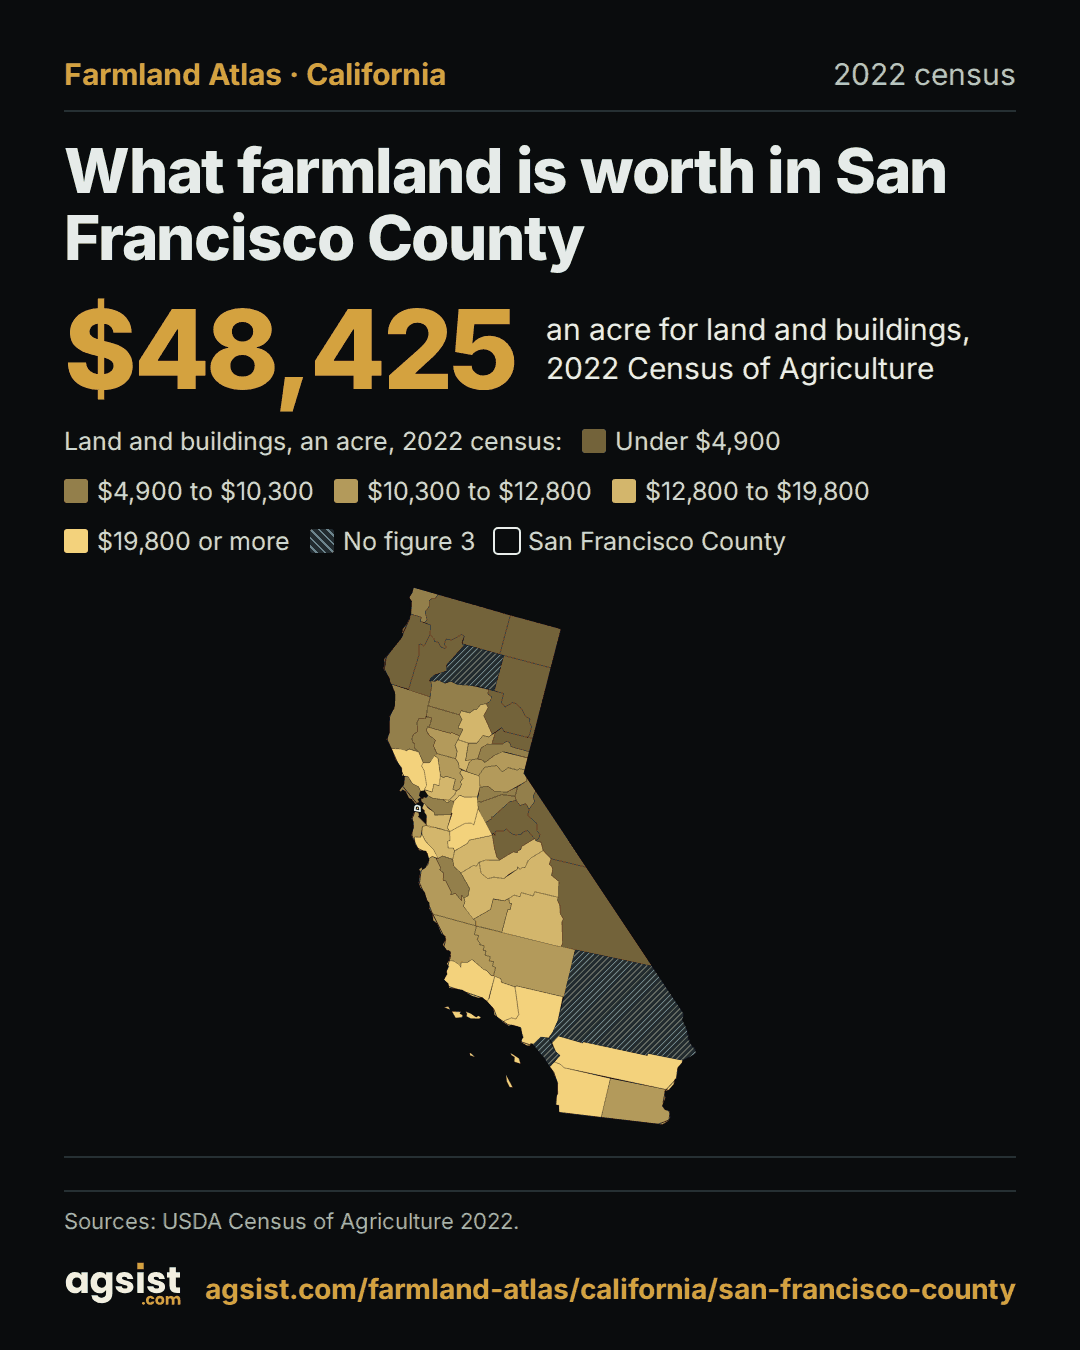 Farmland Atlas · California
2022 census
What farmland is worth in San
Francisco County
$48,425
an acre for land and buildings,
2022 Census of Agriculture
Land and buildings, an acre, 2022 census: Under $4,900
$4,900 to $10,300 $10,300 to $12,800 $12,800 to $19,800
$19,800 or more No figure 3 San Francisco County
Sources: USDA Census of Agriculture 2022.
agsist
.com
agsist.com/farmland-atlas/california/san-francisco-county